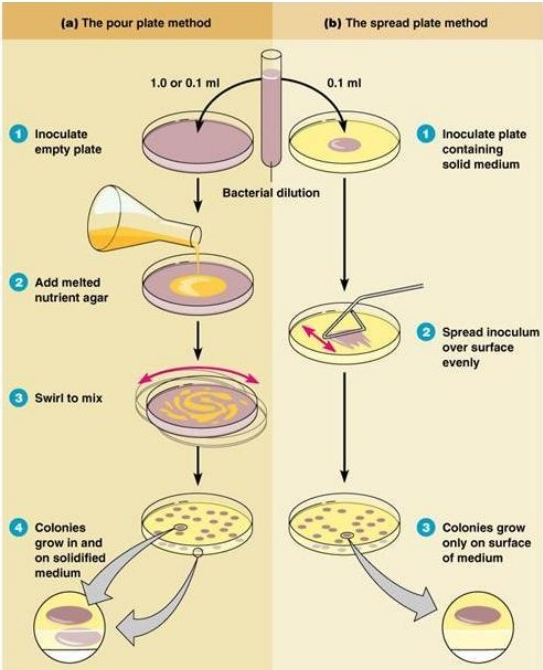 (a) The pour plate method
(b) The spread plate method
1.0 or 0.1 ml
0.1 ml
1 Inoculate
empty plate
1 Inoculate plate
containing
solid medium
Bacterial dilution
2 Add melted
nutrient agar
2 Spread inoculum
over surface
evenly
3 Swirl to mix
4 Colonies
grow in and
on solidified
medium
3 Colonies grow
only on surface
of medium